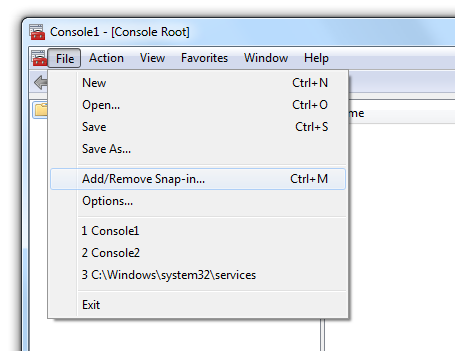 Console1 - [Console Root]
File Action View Favorites Window Help
New Ctrl+N
Open... Ctrl+O
me
Save Ctrl+S
Save As...
Add/Remove Snap-in... Ctrl+M
Options...
1 Console1
2 Console2
3 C:\Windows\system32\services
Exit